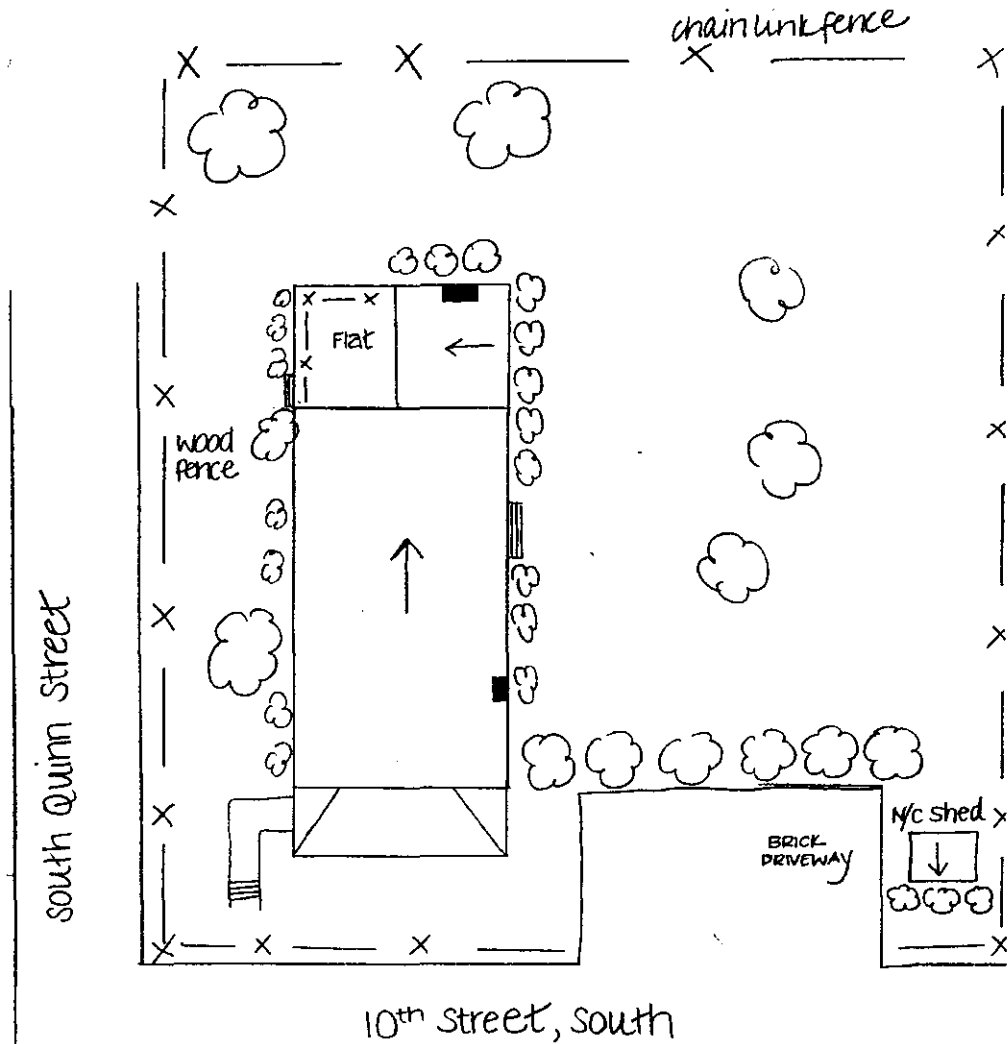 chain link fence
Flat
wood
fence
South Quinn Street
N/C shed
BRICK
DRIVEWAY
10th Street, South